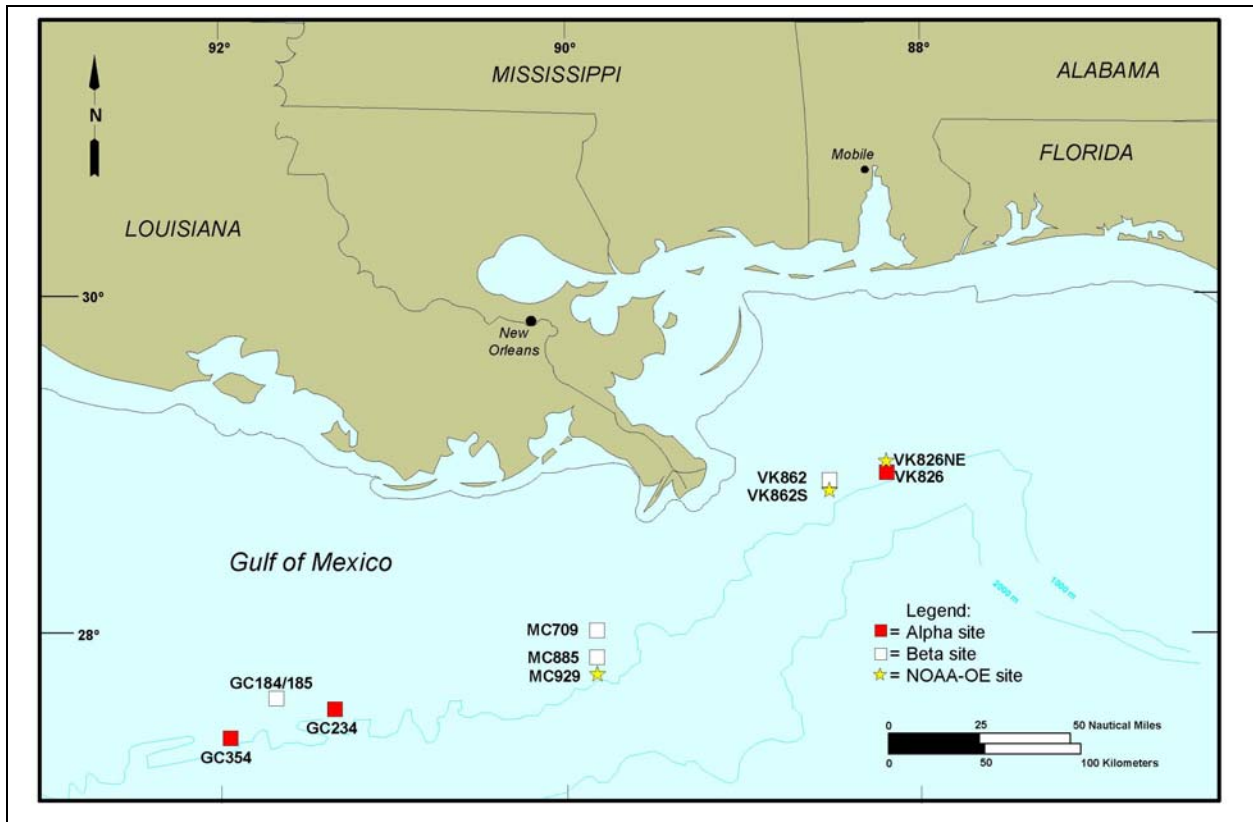 92°
90°
88°
N
MISSISSIPPI
ALABAMA
Mobile
FLORIDA
LOUISIANA
30°
New
Orleans
VK826NE
VK826
VK862
VK862S
Gulf of Mexico
2000 m
1000 m
28°
MC709
MC885
MC929
Legend:
= Alpha site
= Beta site
= NOAA-OE site
GC184/185
GC234
GC354
0 25 50 Nautical Miles
0 50 100 Kilometers